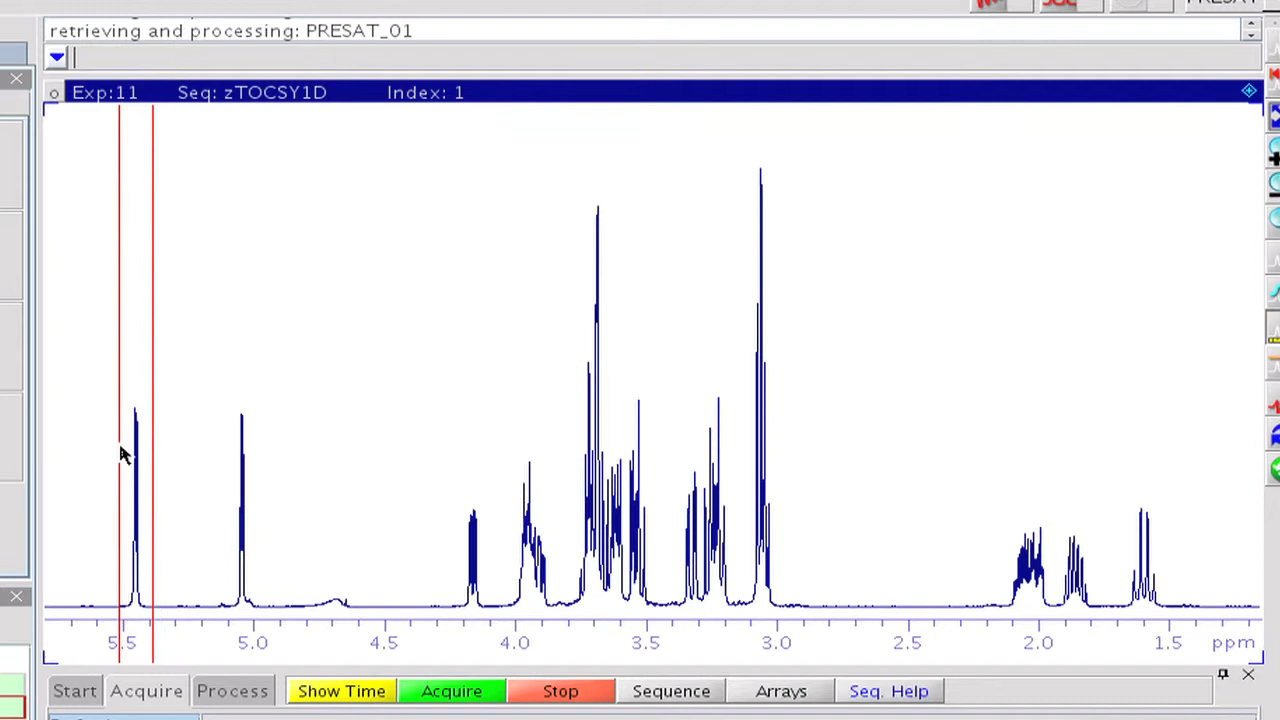 retrieving and processing: PRESAT_01
Exp:11 Seq: zTOCSY1D Index: 1
5.5 5.0 4.5 4.0 3.5 3.0 2.5 2.0 1.5 ppm
Start Acquire Process Show Time Acquire Stop Sequence Arrays Seq. Help